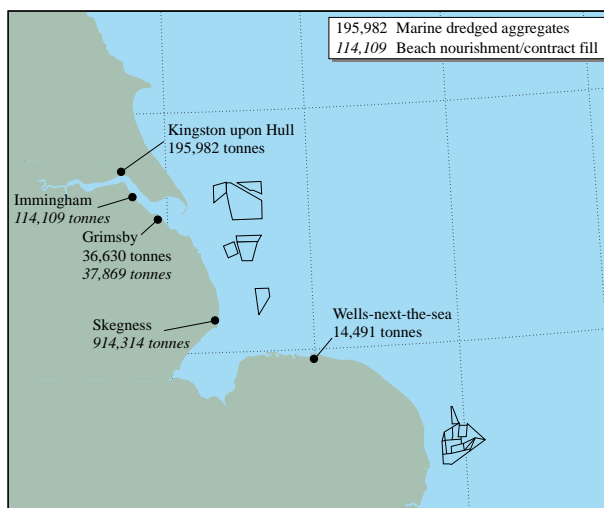 195,982 Marine dredged aggregates
114,109 Beach nourishment/contract fill
Kingston upon Hull
195,982 tonnes
Immingham
114,109 tonnes
Grimsby
36,630 tonnes
37,869 tonnes
Skegness
914,314 tonnes
Wells-next-the-sea
14,491 tonnes